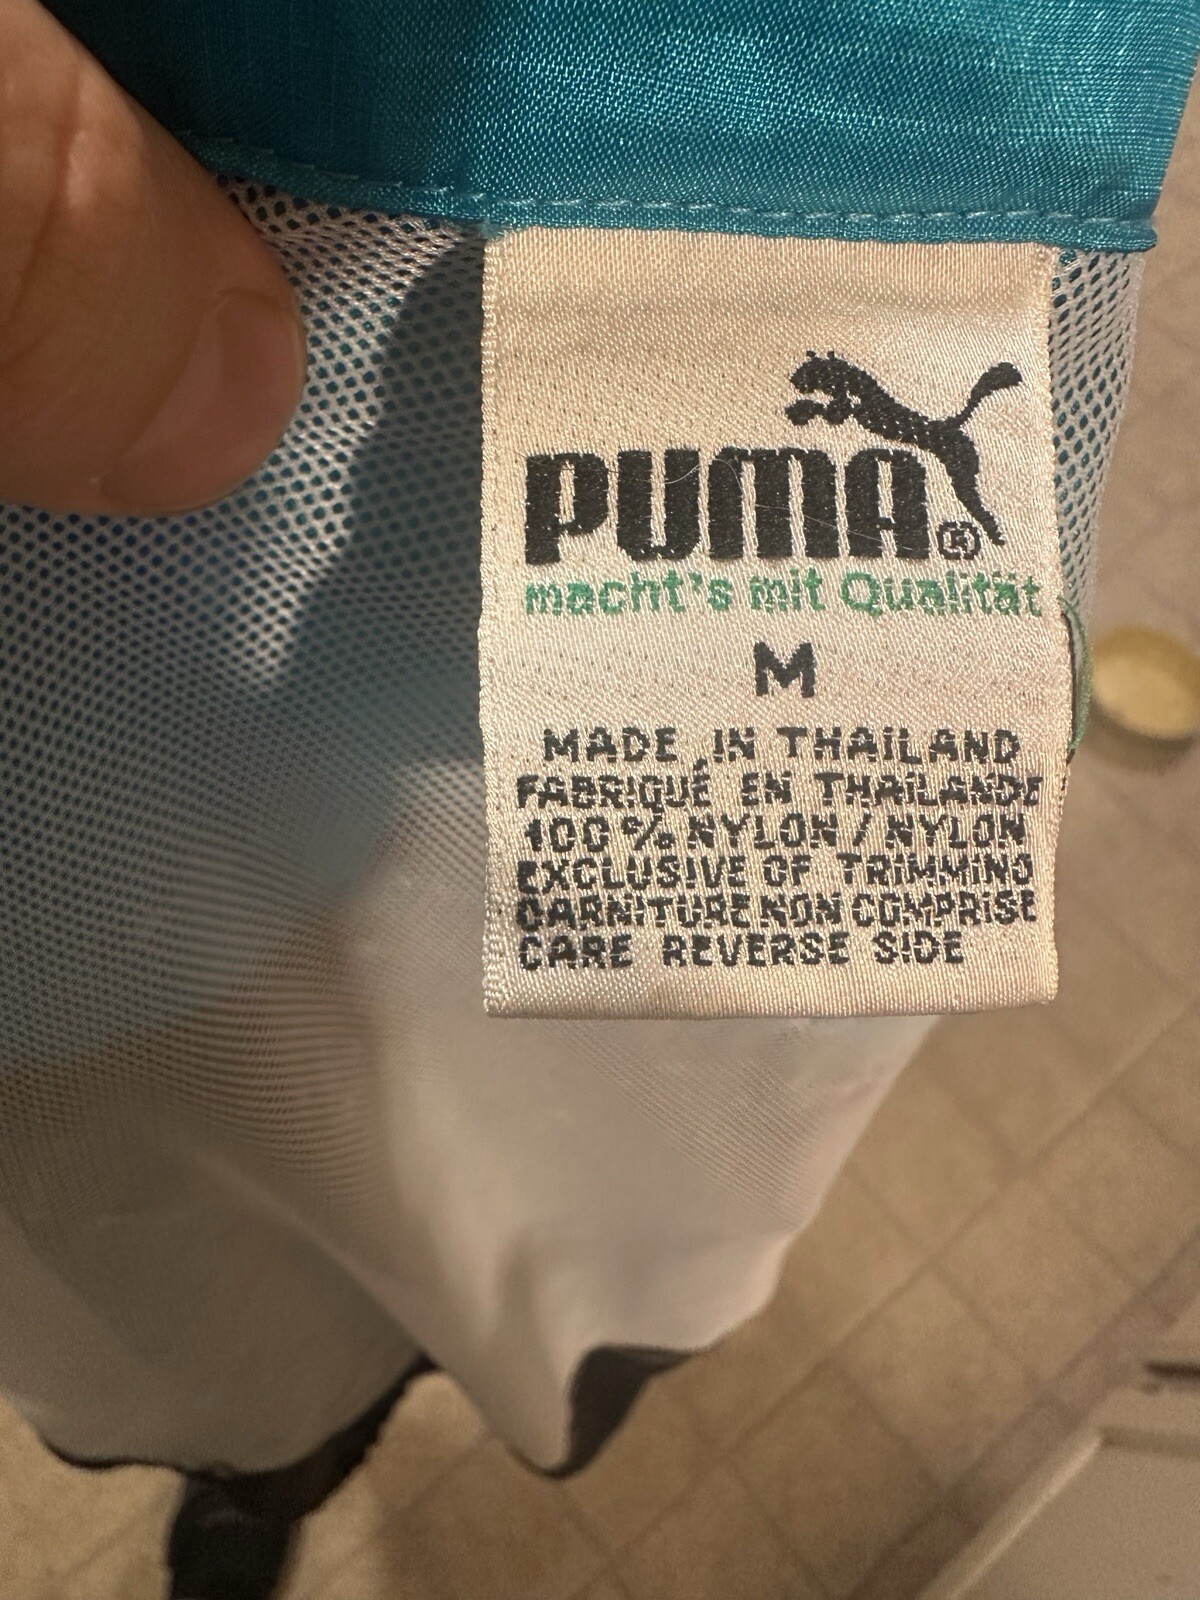 PUMA®
macht's mit Qualität
M
MADE IN THAILAND
FABRIQUÉ EN THAILANDE
100% NYLON / NYLON
EXCLUSIVE OF TRIMMING
GARNITURE NON COMPRISE
CARE REVERSE SIDE